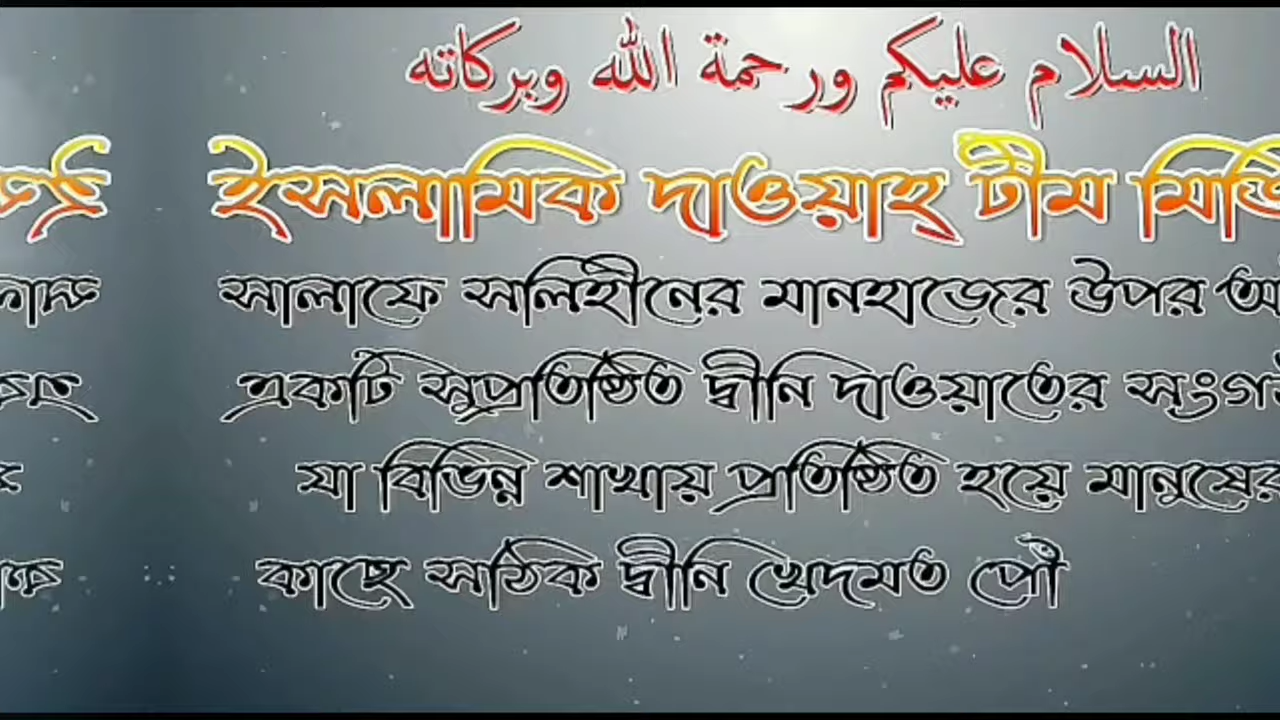 السلام عليكم ورحمة الله وبركاته
ইসলামিক দাওয়াহ টীম
সালাফে সলিহীনের মানহাজের উপর
একটি সুপ্রতিষ্ঠিত দ্বীনি দাওয়াতের
যা বিভিন্ন শাখায় প্রতিষ্ঠিত হয়ে মানুষের
কাছে সঠিক দ্বীনি খেদমত পৌ